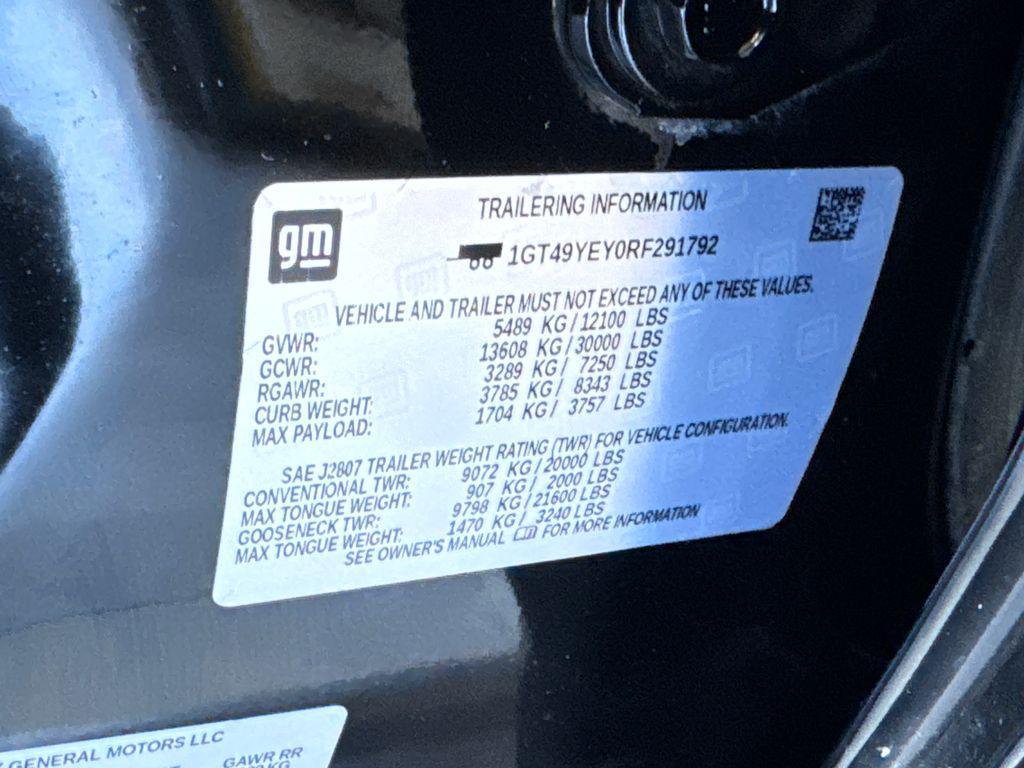 gm
TRAILERING INFORMATION
1GT49YEY0RF291792
VEHICLE AND TRAILER MUST NOT EXCEED ANY OF THESE VALUES.
GVWR: 5489 KG/12100 LBS
GCWR: 13608 KG/30000 LBS
RGAWR: 3289 KG/ 7250 LBS
CURB WEIGHT: 3785 KG/ 8343 LBS
MAX PAYLOAD: 1704 KG/ 3757 LBS
SAE J2807 TRAILER WEIGHT RATING (TWR) FOR VEHICLE CONFIGURATION.
CONVENTIONAL TWR: 9072 KG/20000 LBS
MAX TONGUE WEIGHT: 907 KG/ 2000 LBS
GOOSENECK TWR: 9798 KG/21600 LBS
MAX TONGUE WEIGHT: 1470 KG/ 3240 LBS
SEE OWNER'S MANUAL FOR MORE INFORMATION
GENERAL MOTORS LLC
GAWR RR
KG